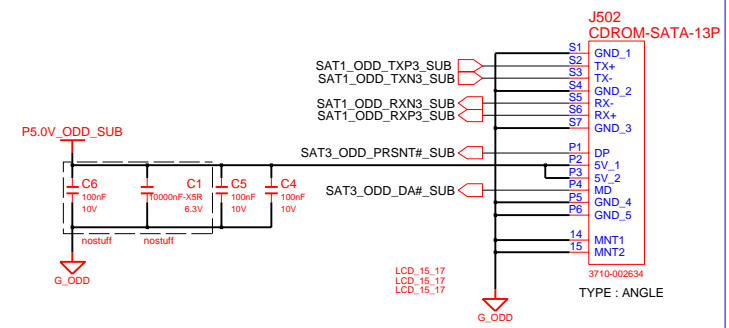 J502
CDROM-SATA-13P
S1 GND_1
SAT1_ODD_TXP3_SUB S2 TX+
SAT1_ODD_TXN3_SUB S3 TX-
S4 GND_2
SAT1_ODD_RXN3_SUB S5 RX-
SAT1_ODD_RXP3_SUB S6 RX+
S7 GND_3
P5.0V_ODD_SUB
SAT3_ODD_PRSNT#_SUB P1 DP
P2 5V_1
P3 5V_2
SAT3_ODD_DA#_SUB P4 MD
P5 GND_4
P6 GND_5
C6 C1 C5 C4
100nF 10000nF-X5R 100nF 100nF
10V 6.3V 10V 10V
nostuff nostuff
14 MNT1
15 MNT2
G_ODD
LCD_15_17
LCD_15_17
LCD_15_17
3710-002634
TYPE : ANGLE
G_ODD